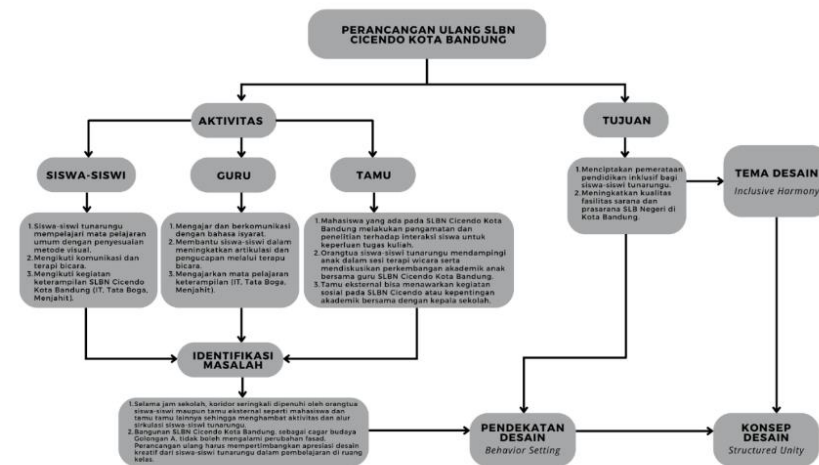 PERANCANGAN ULANG SLBN
CICENDO KOTA BANDUNG
AKTIVITAS
TUJUAN
SISWA-SISWI
GURU
TAMU
1.Menciptakan pemerataan
pendidikan inklusif bagi
siswa-siswi tunarungu.
2.Meningkatkan kualitas
fasilitas sarana dan
prasarana SLB Negeri di
Kota Bandung.
TEMA DESAIN
Inclusive Harmony
1.Siswa-siswi tunarungu
mempelajari mata pelajaran
umum dengan penyesuaian
metode visual.
2.Mengikuti komunikasi dan
terapi bicara.
3.Mengikuti kegiatan
keterampilan SLBN Cicendo
Kota Bandung (IT, Tata Boga,
Menjahit).
1.Mengajar dan berkomunikasi
dengan bahasa isyarat.
2.Membantu siswa-siswi dalam
meningkatkan artikulasi dan
pengucapan melalui terapu
bicara.
3.Mengajarkan mata pelajaran
keterampilan (IT, Tata Boga,
Menjahit).
1.Mahasiswa yang ada pada SLBN Cicendo Kota
Bandung melakukan pengamatan dan
penelitian terhadap interaksi siswa untuk
keperluan tugas kuliah.
2.Orangtua siswa-siswi tunarungu mendampingi
anak dalam sesi terapi wicara serta
mendiskusikan perkembangan akademik anak
bersama guru SLBN Cicendo Kota Bandung.
3.Tamu eksternal bisa menawarkan kegiatan
sosial pada SLBN Cicendo atau kepentingan
akademik bersama dengan kepala sekolah.
IDENTIFIKASI
MASALAH
1.Selama jam sekolah, koridor seringkali dipenuhi oleh orangtua
siswa-siswi maupun tamu eksternal seperti mahasiswa dan
tamu tamu lainnya sehingga menghambat aktivitas dan alur
sirkulasi siswa-siswi tunarungu.
2.Bangunan SLBN Cicendo Kota Bandung, sebagai cagar budaya
Golongan A, tidak boleh mengalami perubahan fasad.
Perancangan ulang harus mempertimbangkan apresiasi desain
kreatif dari siswa-siswi tunarungu dalam pembelajaran di ruang
kelas.
PENDEKATAN
DESAIN
Behavior Setting
KONSEP
DESAIN
Structured Unity